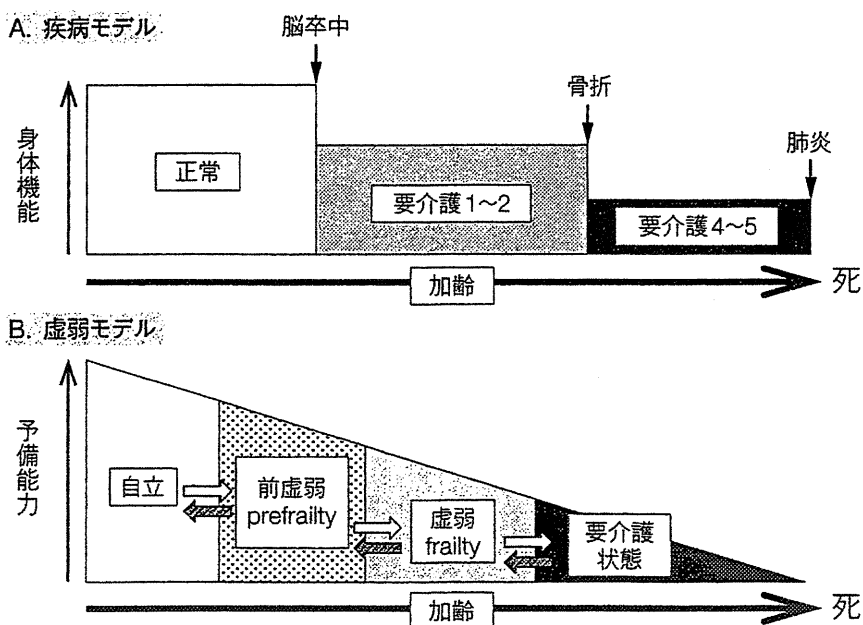 A. 疾病モデル
脳卒中
骨折
肺炎
身体機能
正常
要介護1〜2
要介護4〜5
加齢
死
B. 虚弱モデル
予備能力
自立
前虚弱
prefrailty
虚弱
frailty
要介護
状態
加齢
死